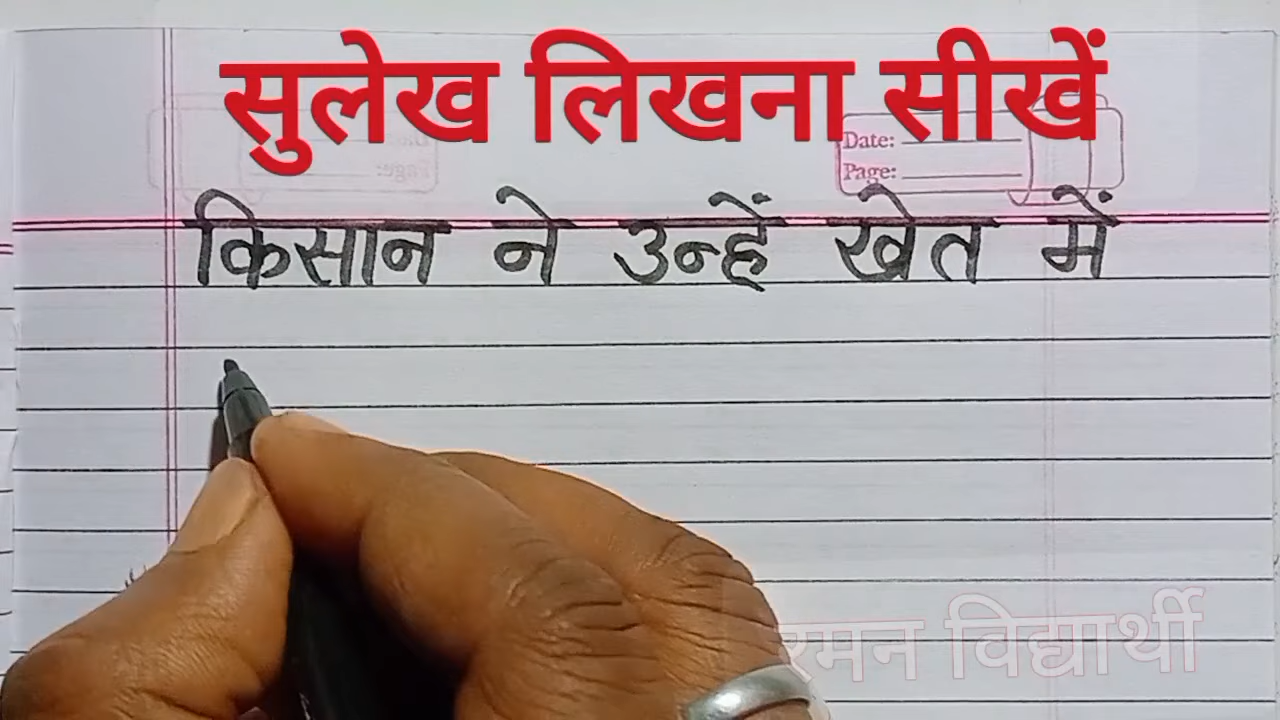 सुलेख लिखना सीखें
Date:
Page:
किसान ने उन्हें खेत में
रमन विद्यार्थी